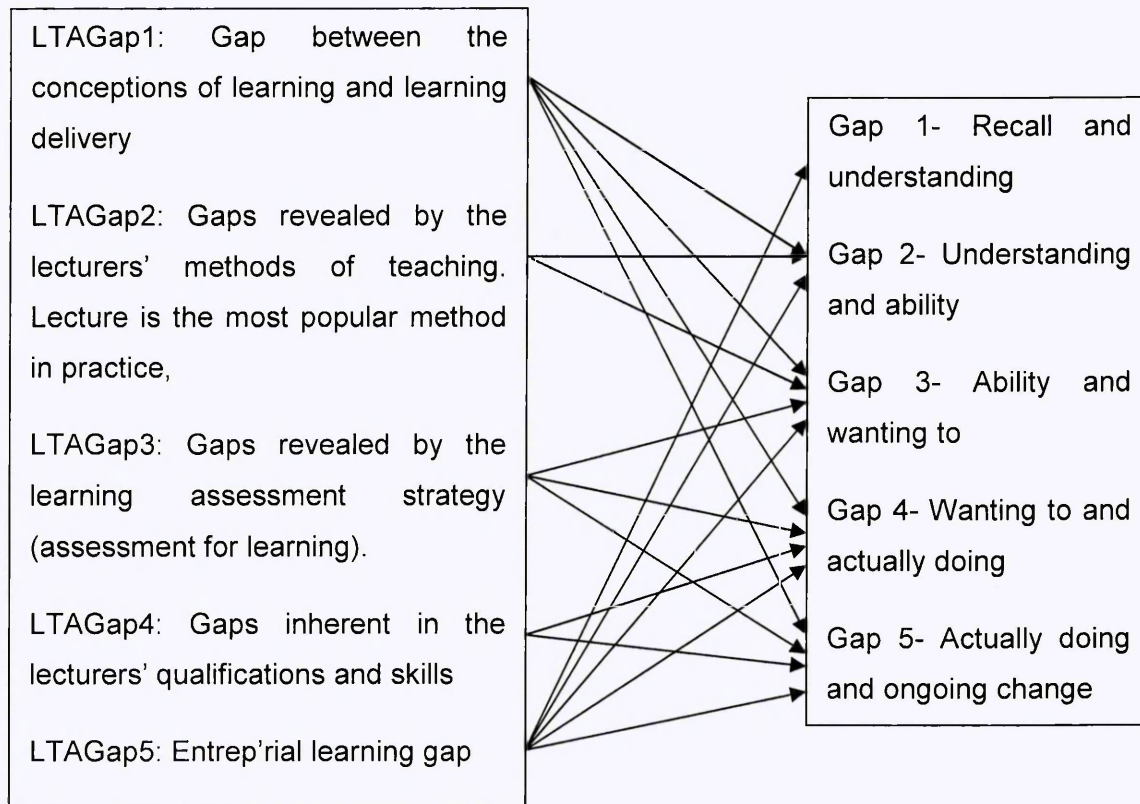 LTAGap1: Gap between the
conceptions of learning and learning
delivery
LTAGap2: Gaps revealed by the
lecturers' methods of teaching.
Lecture is the most popular method
in practice,
LTAGap3: Gaps revealed by the
learning assessment strategy
(assessment for learning).
LTAGap4: Gaps inherent in the
lecturers' qualifications and skills
LTAGap5: Entrep'rial learning gap
Gap 1- Recall and
understanding
Gap 2- Understanding
and ability
Gap 3- Ability and
wanting to
Gap 4- Wanting to and
actually doing
Gap 5- Actually doing
and ongoing change